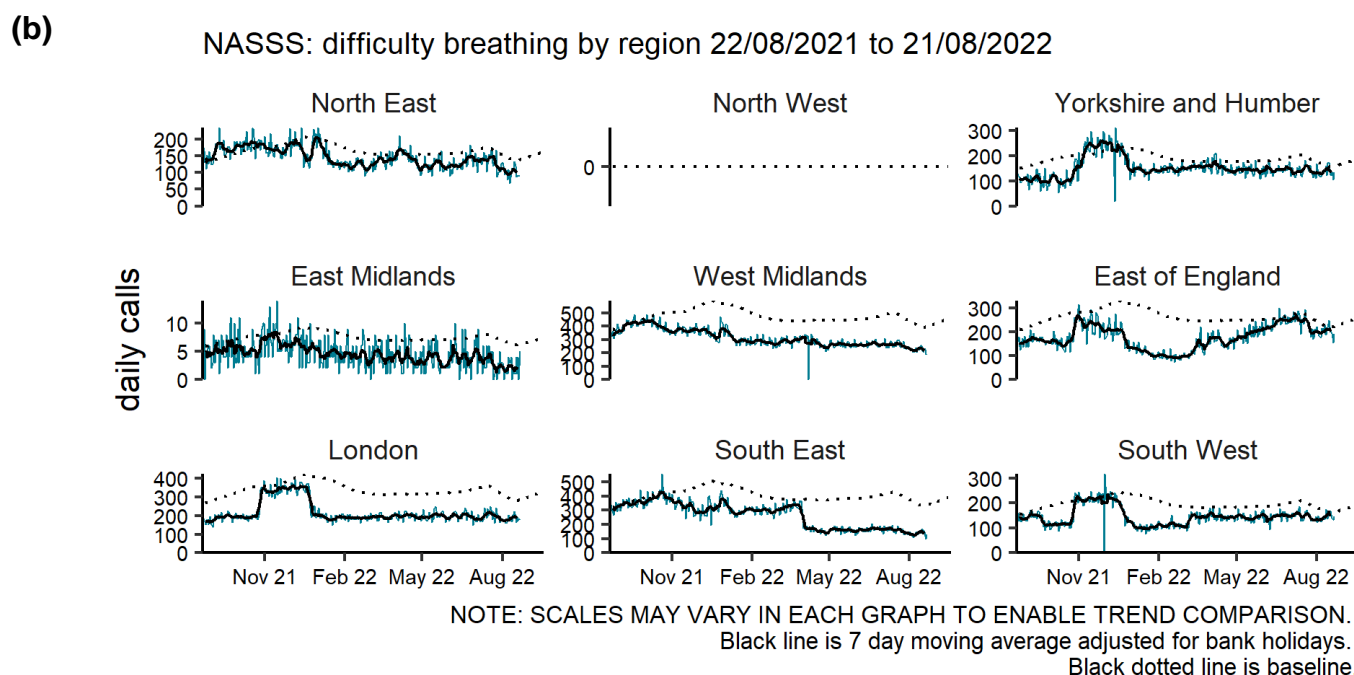 (b)
NASSS: difficulty breathing by region 22/08/2021 to 21/08/2022
North East
North West
Yorkshire and Humber
200
150
100
50
0
0
300
200
100
0
daily calls
East Midlands
West Midlands
East of England
10
5
0
500
400
300
200
100
0
300
200
100
0
London
South East
South West
400
300
200
100
0
500
400
300
200
100
0
300
200
100
0
Nov 21 Feb 22 May 22 Aug 22
Nov 21 Feb 22 May 22 Aug 22
Nov 21 Feb 22 May 22 Aug 22
NOTE: SCALES MAY VARY IN EACH GRAPH TO ENABLE TREND COMPARISON.
Black line is 7 day moving average adjusted for bank holidays.
Black dotted line is baseline